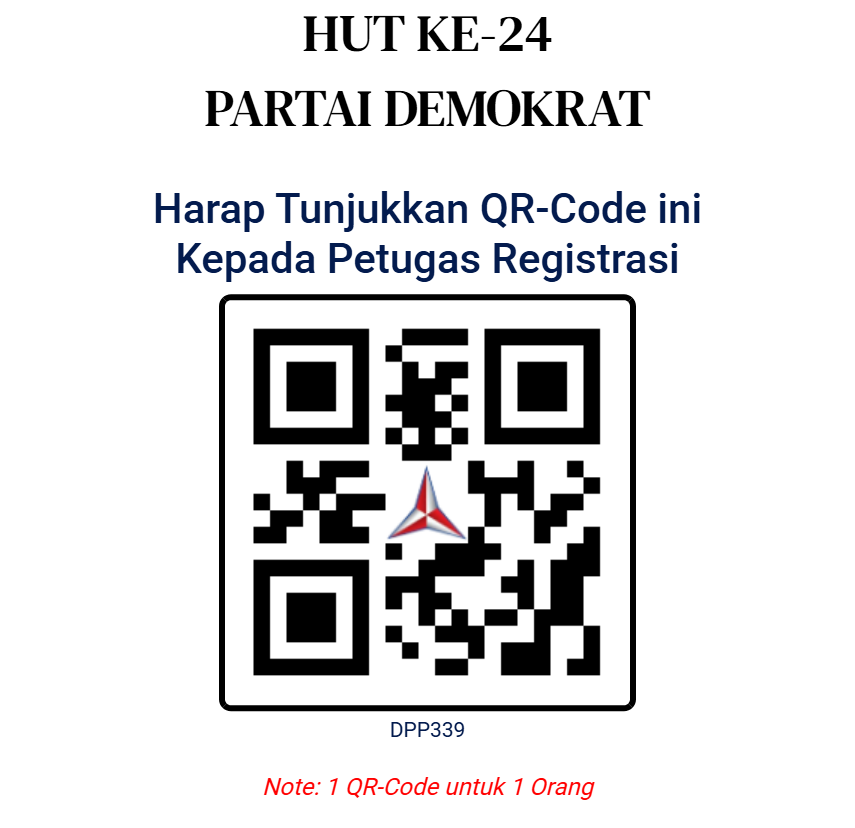 HUT KE-24
PARTAI DEMOKRAT
Harap Tunjukkan QR-Code ini
Kepada Petugas Registrasi
DPP339
Note: 1 QR-Code untuk 1 Orang